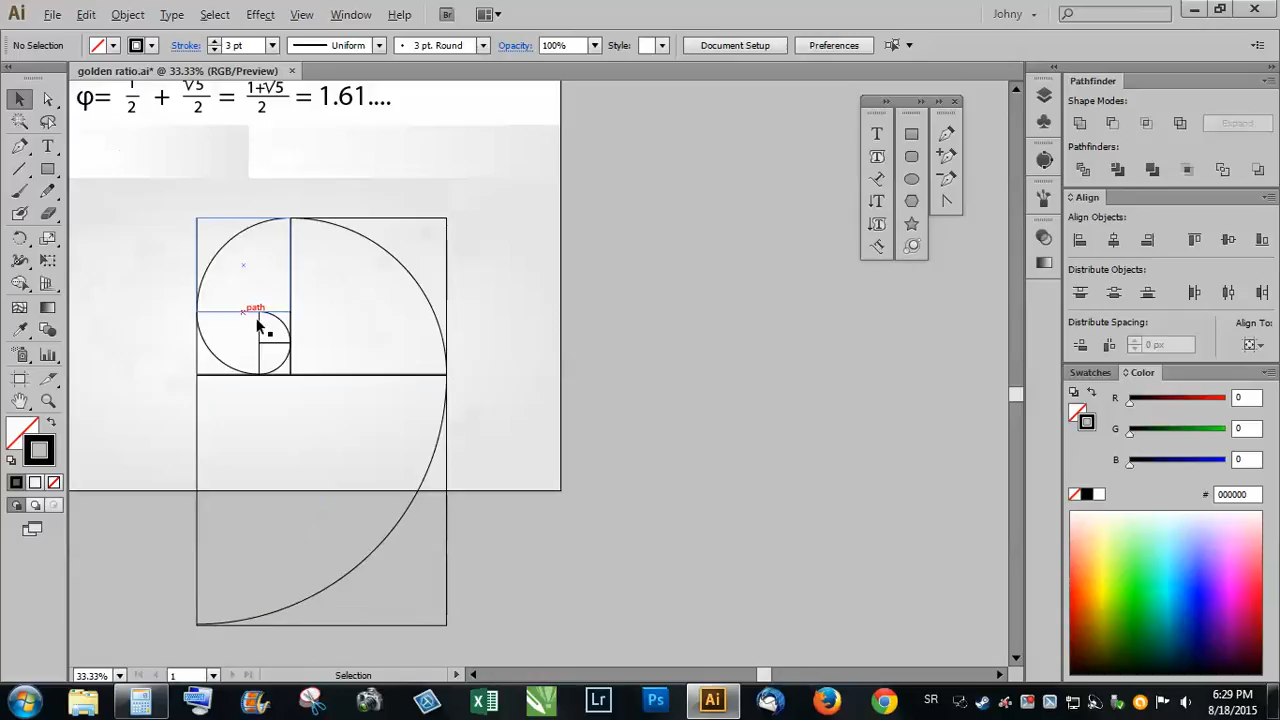 Ai File Edit Object Type Select Effect View Window Help Br Johny
No Selection Stroke: 3 pt Uniform 3 pt. Round Opacity: 100% Style: Document Setup Preferences
golden ratio.ai* @ 33.33% (RGB/Preview)
φ= 1/2 + √5/2 = 1+√5/2 = 1.61....
path
Pathfinder
Shape Modes:
Expand
Pathfinders:
Align
Align Objects:
Distribute Objects:
Distribute Spacing: Align To:
0 px
Swatches Color
R 0
G 0
B 0
# 000000
33.33% 1 Selection
Lr Ps Ai SR 6:29 PM
8/18/2015